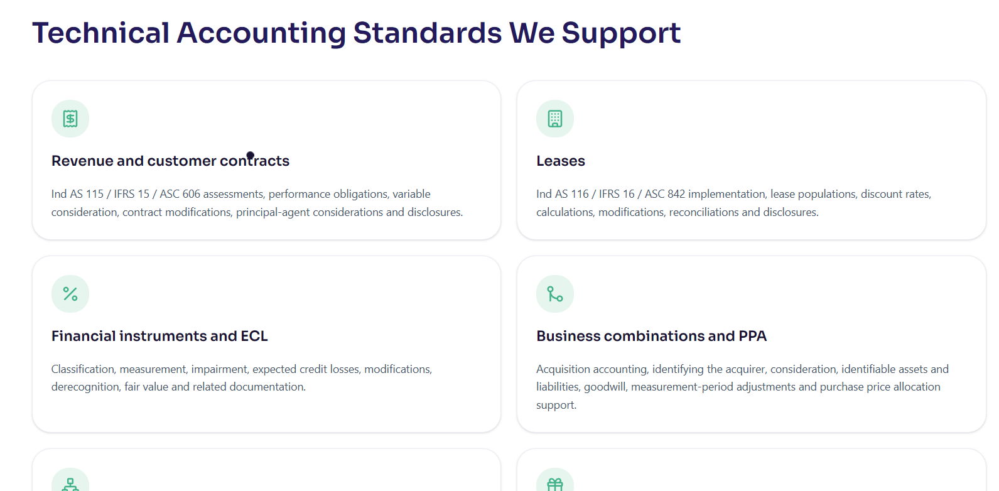 Technical Accounting Standards We Support
Revenue and customer contracts
Ind AS 115 / IFRS 15 / ASC 606 assessments, performance obligations, variable
consideration, contract modifications, principal-agent considerations and disclosures.
Leases
Ind AS 116 / IFRS 16 / ASC 842 implementation, lease populations, discount rates,
calculations, modifications, reconciliations and disclosures.
Financial instruments and ECL
Classification, measurement, impairment, expected credit losses, modifications,
derecognition, fair value and related documentation.
Business combinations and PPA
Acquisition accounting, identifying the acquirer, consideration, identifiable assets and
liabilities, goodwill, measurement-period adjustments and purchase price allocation
support.